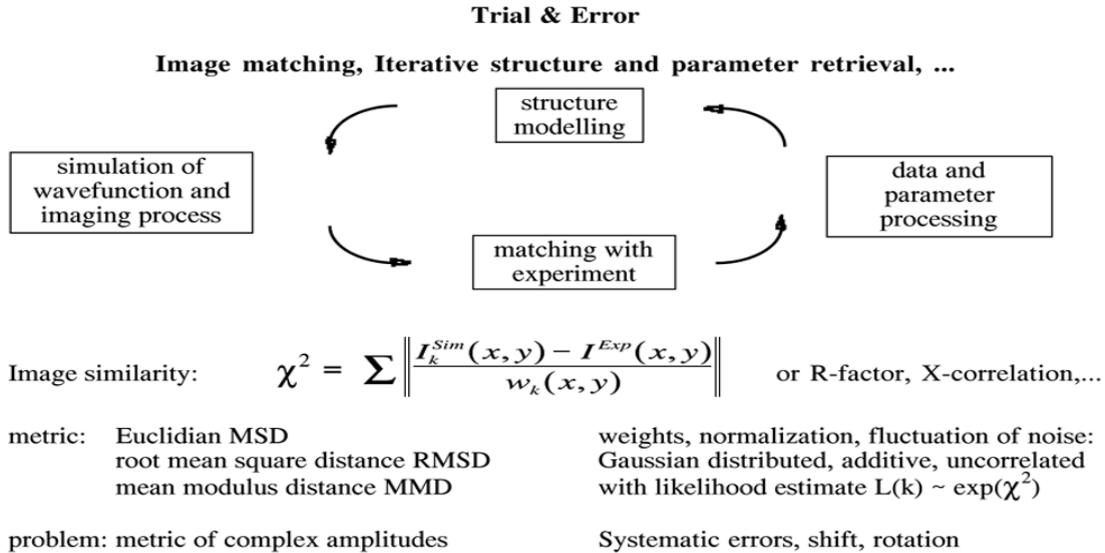 Trial & Error
Image matching, Iterative structure and parameter retrieval, ...
structure
modelling
simulation of
wavefunction and
imaging process
data and
parameter
processing
matching with
experiment
Image similarity: χ² = Σ ‖ (I_k^Sim(x,y) − I^Exp(x,y)) / w_k(x,y) ‖ or R-factor, X-correlation,...
metric: Euclidian MSD
root mean square distance RMSD
mean modulus distance MMD
weights, normalization, fluctuation of noise:
Gaussian distributed, additive, uncorrelated
with likelihood estimate L(k) ~ exp(χ²)
problem: metric of complex amplitudes
Systematic errors, shift, rotation